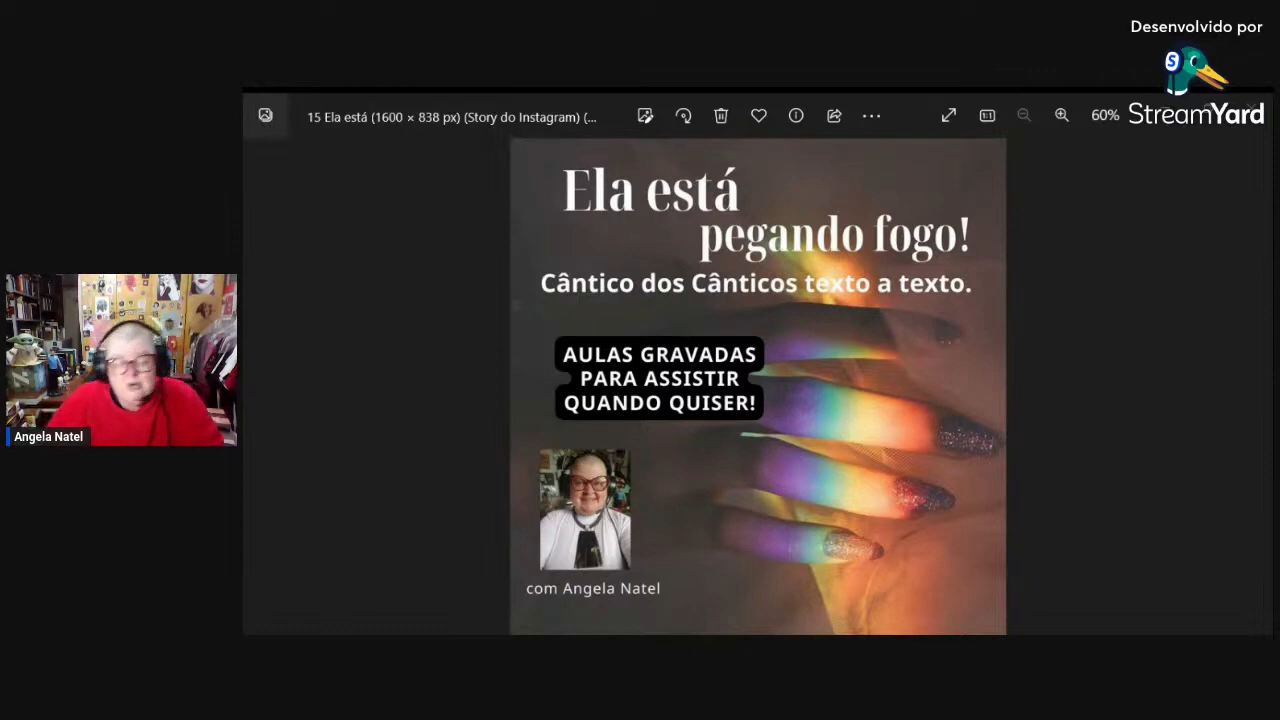 Desenvolvido por
StreamYard
15 Ela está (1600 × 838 px) (Story do Instagram) (...
60%
Ela está
pegando fogo!
Cântico dos Cânticos texto a texto.
AULAS GRAVADAS
PARA ASSISTIR
QUANDO QUISER!
com Angela Natel
Angela Natel